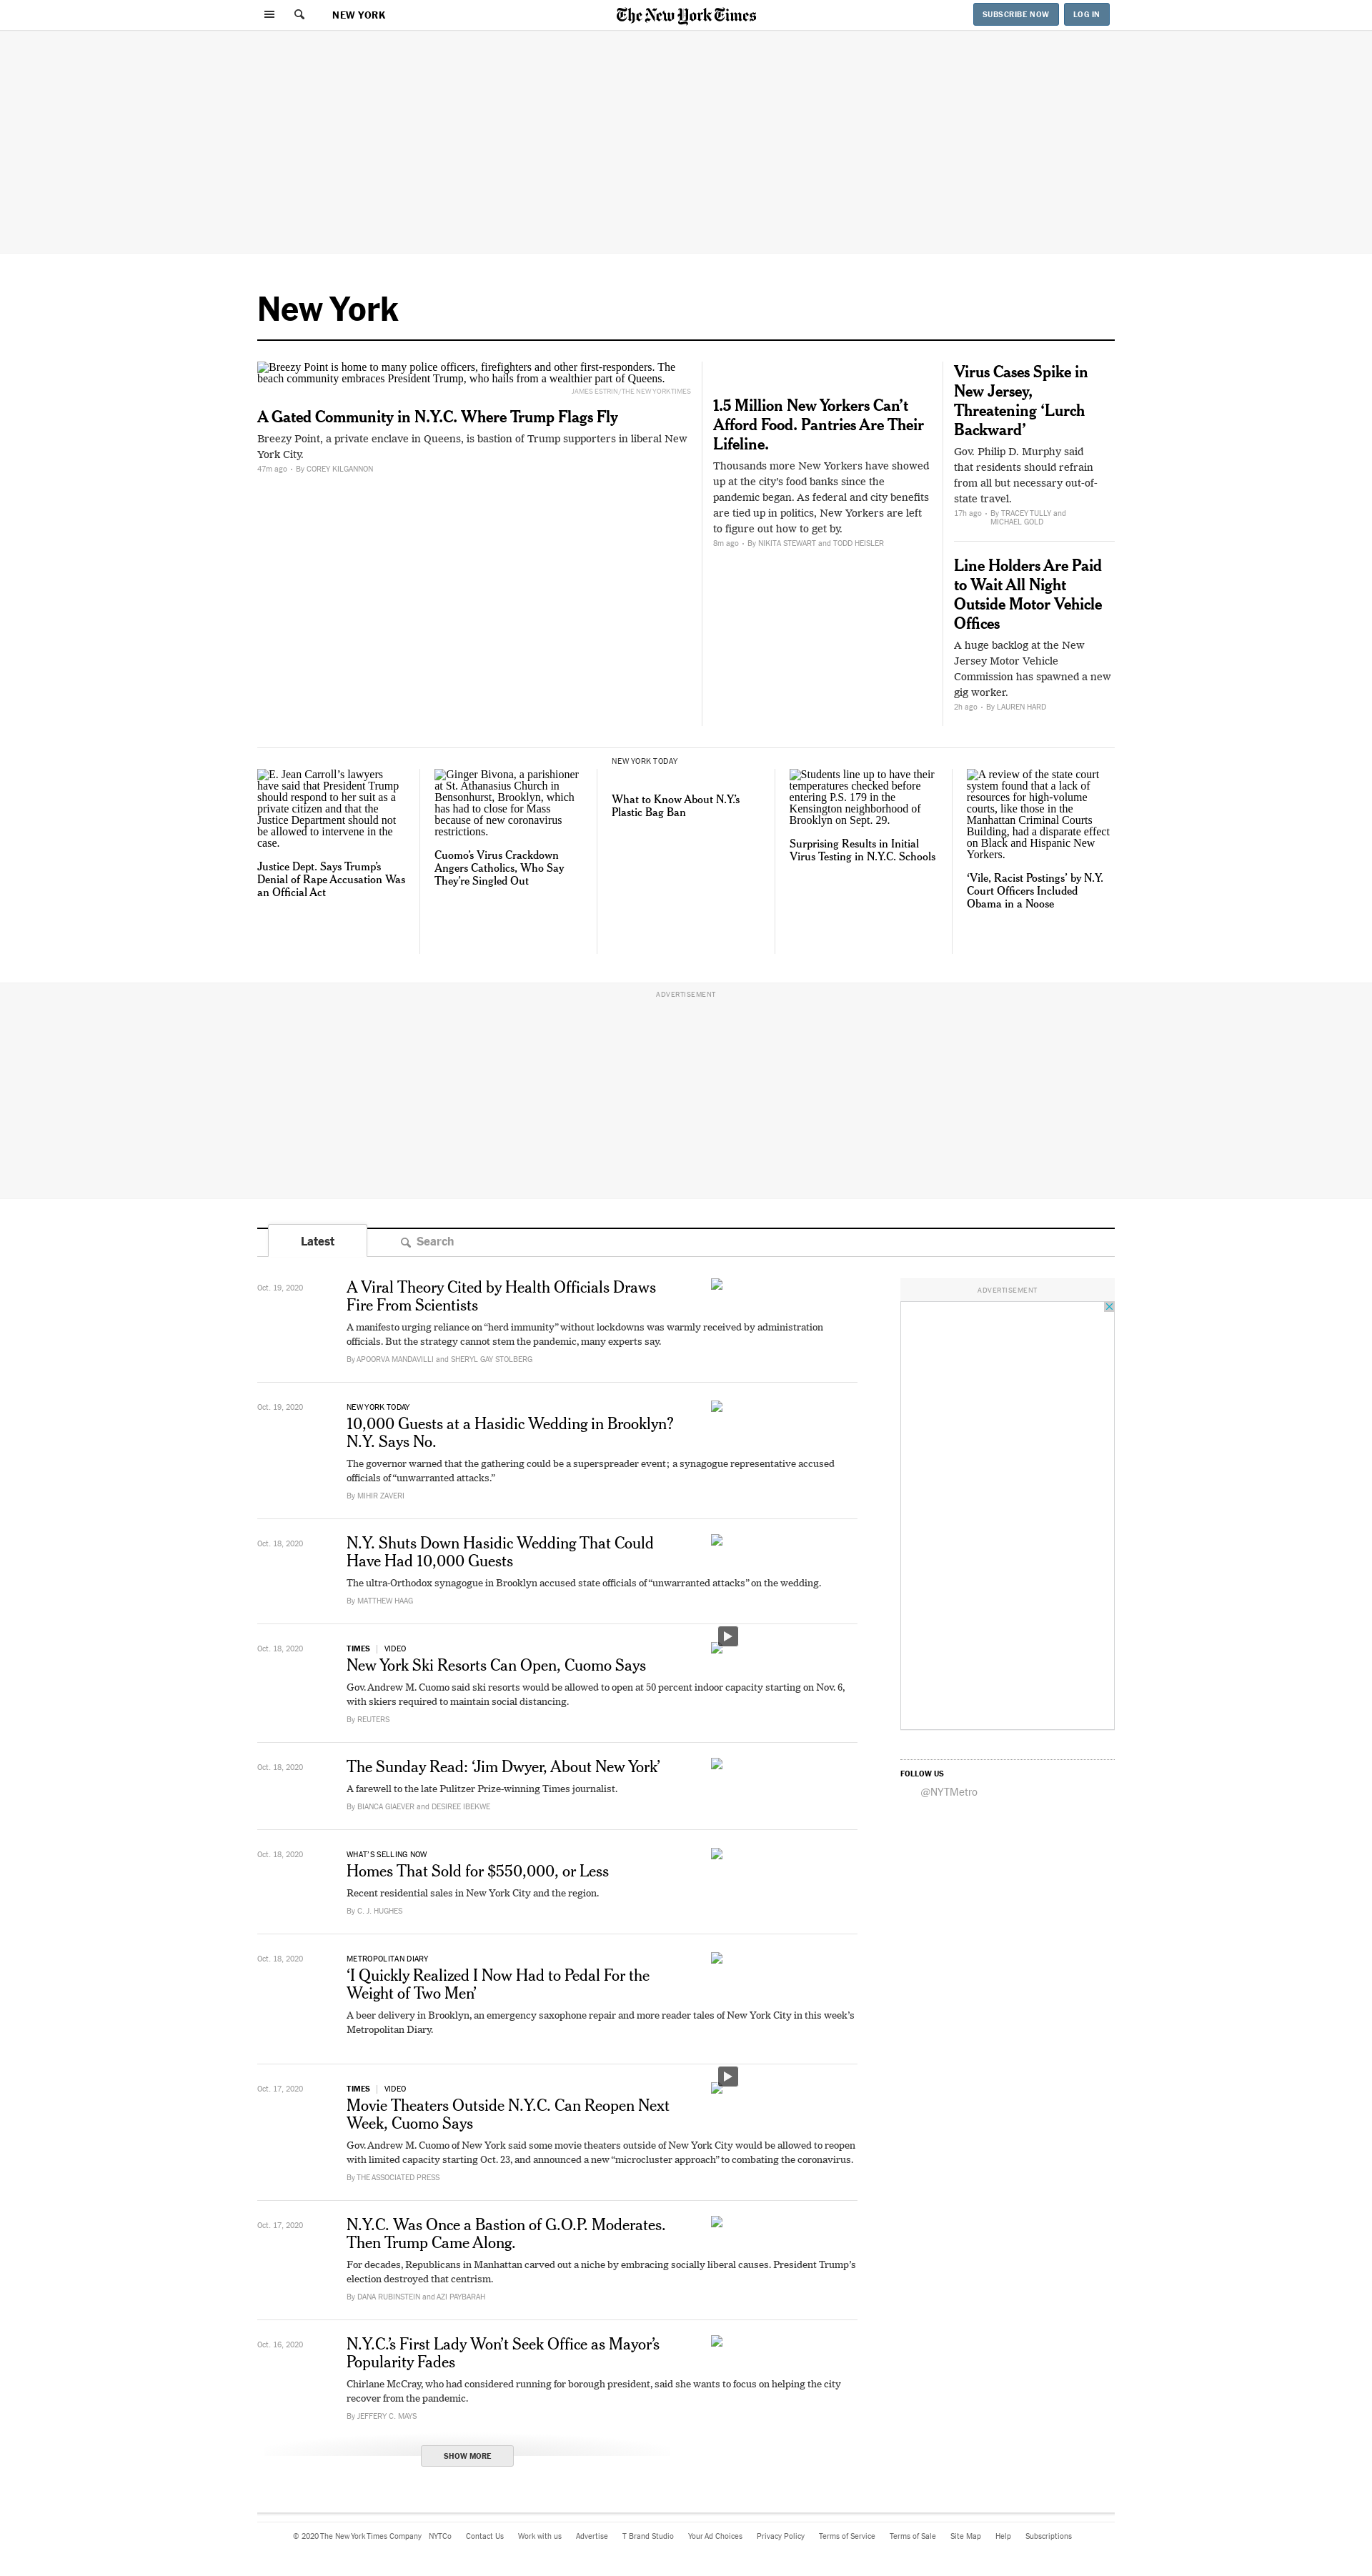 NEW YORK
The New York Times
SUBSCRIBE NOW
LOG IN
New York
Breezy Point is home to many police officers, firefighters and other first-responders. The
beach community embraces President Trump, who hails from a wealthier part of Queens.
JAMES ESTRIN/THE NEW YORK TIMES
A Gated Community in N.Y.C. Where Trump Flags Fly
Breezy Point, a private enclave in Queens, is bastion of Trump supporters in liberal New
York City.
47m ago • By COREY KILGANNON
1.5 Million New Yorkers Can’t
Afford Food. Pantries Are Their
Lifeline.
Thousands more New Yorkers have showed
up at the city’s food banks since the
pandemic began. As federal and city benefits
are tied up in politics, New Yorkers are left
to figure out how to get by.
8m ago • By NIKITA STEWART and TODD HEISLER
Virus Cases Spike in
New Jersey,
Threatening ‘Lurch
Backward’
Gov. Philip D. Murphy said
that residents should refrain
from all but necessary out-of-
state travel.
17h ago • By TRACEY TULLY and
MICHAEL GOLD
Line Holders Are Paid
to Wait All Night
Outside Motor Vehicle
Offices
A huge backlog at the New
Jersey Motor Vehicle
Commission has spawned a new
gig worker.
2h ago • By LAUREN HARD
E. Jean Carroll’s lawyers
have said that President Trump
should respond to her suit as a
private citizen and that the
Justice Department should not
be allowed to intervene in the
case.
Justice Dept. Says Trump’s
Denial of Rape Accusation Was
an Official Act
Ginger Bivona, a parishioner
at St. Athanasius Church in
Bensonhurst, Brooklyn, which
has had to close for Mass
because of new coronavirus
restrictions.
Cuomo’s Virus Crackdown
Angers Catholics, Who Say
They’re Singled Out
NEW YORK TODAY
What to Know About N.Y.’s
Plastic Bag Ban
Students line up to have their
temperatures checked before
entering P.S. 179 in the
Kensington neighborhood of
Brooklyn on Sept. 29.
Surprising Results in Initial
Virus Testing in N.Y.C. Schools
A review of the state court
system found that a lack of
resources for high-volume
courts, like those in the
Manhattan Criminal Courts
Building, had a disparate effect
on Black and Hispanic New
Yorkers.
‘Vile, Racist Postings’ by N.Y.
Court Officers Included
Obama in a Noose
ADVERTISEMENT
Latest
Search
Oct. 19, 2020
A Viral Theory Cited by Health Officials Draws
Fire From Scientists
A manifesto urging reliance on “herd immunity” without lockdowns was warmly received by administration
officials. But the strategy cannot stem the pandemic, many experts say.
By APOORVA MANDAVILLI and SHERYL GAY STOLBERG
ADVERTISEMENT
Oct. 19, 2020
NEW YORK TODAY
10,000 Guests at a Hasidic Wedding in Brooklyn?
N.Y. Says No.
The governor warned that the gathering could be a superspreader event; a synagogue representative accused
officials of “unwarranted attacks.”
By MIHIR ZAVERI
Oct. 18, 2020
N.Y. Shuts Down Hasidic Wedding That Could
Have Had 10,000 Guests
The ultra-Orthodox synagogue in Brooklyn accused state officials of “unwarranted attacks” on the wedding.
By MATTHEW HAAG
Oct. 18, 2020
TIMES | VIDEO
New York Ski Resorts Can Open, Cuomo Says
Gov. Andrew M. Cuomo said ski resorts would be allowed to open at 50 percent indoor capacity starting on Nov. 6,
with skiers required to maintain social distancing.
By REUTERS
Oct. 18, 2020
The Sunday Read: ‘Jim Dwyer, About New York’
A farewell to the late Pulitzer Prize-winning Times journalist.
By BIANCA GIAEVER and DESIREE IBEKWE
FOLLOW US
@NYTMetro
Oct. 18, 2020
WHAT’S SELLING NOW
Homes That Sold for $550,000, or Less
Recent residential sales in New York City and the region.
By C. J. HUGHES
Oct. 18, 2020
METROPOLITAN DIARY
‘I Quickly Realized I Now Had to Pedal For the
Weight of Two Men’
A beer delivery in Brooklyn, an emergency saxophone repair and more reader tales of New York City in this week’s
Metropolitan Diary.
Oct. 17, 2020
TIMES | VIDEO
Movie Theaters Outside N.Y.C. Can Reopen Next
Week, Cuomo Says
Gov. Andrew M. Cuomo of New York said some movie theaters outside of New York City would be allowed to reopen
with limited capacity starting Oct. 23, and announced a new “microcluster approach” to combating the coronavirus.
By THE ASSOCIATED PRESS
Oct. 17, 2020
N.Y.C. Was Once a Bastion of G.O.P. Moderates.
Then Trump Came Along.
For decades, Republicans in Manhattan carved out a niche by embracing socially liberal causes. President Trump’s
election destroyed that centrism.
By DANA RUBINSTEIN and AZI PAYBARAH
Oct. 16, 2020
N.Y.C.’s First Lady Won’t Seek Office as Mayor’s
Popularity Fades
Chirlane McCray, who had considered running for borough president, said she wants to focus on helping the city
recover from the pandemic.
By JEFFERY C. MAYS
SHOW MORE
© 2020 The New York Times Company NYTCo Contact Us Work with us Advertise T Brand Studio Your Ad Choices Privacy Policy Terms of Service Terms of Sale Site Map Help Subscriptions